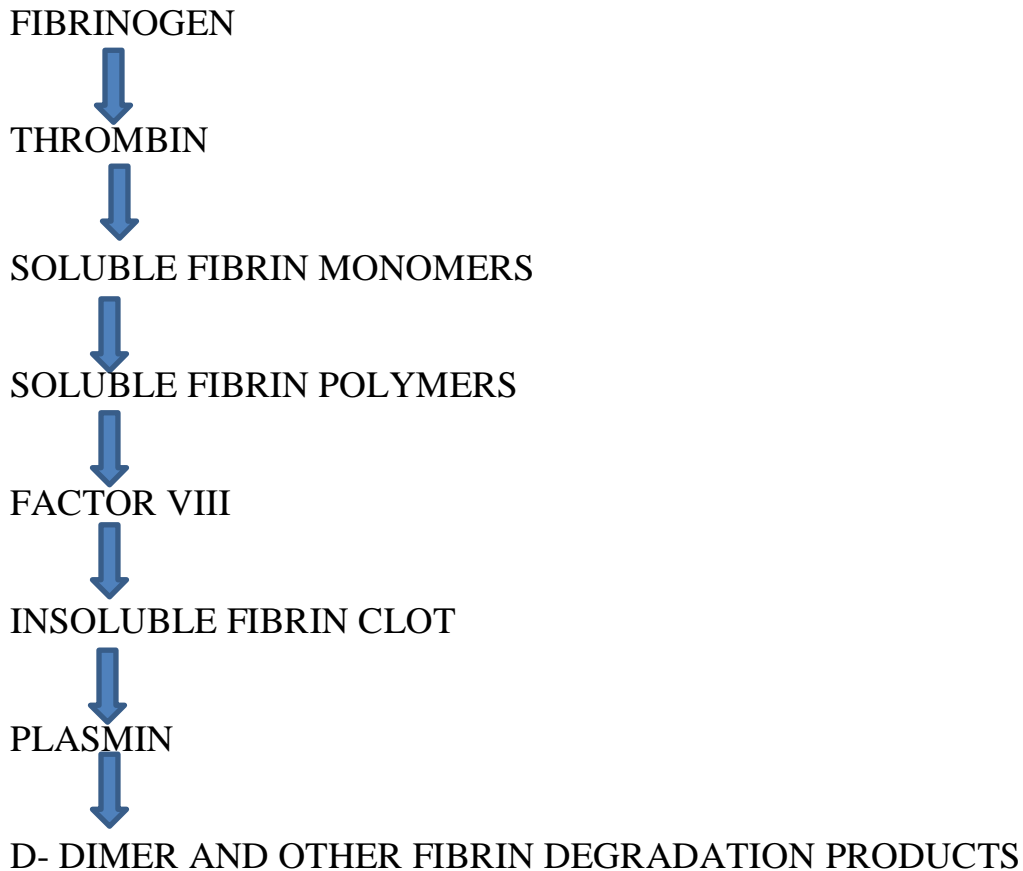 FIBRINOGEN
THROMBIN
SOLUBLE FIBRIN MONOMERS
SOLUBLE FIBRIN POLYMERS
FACTOR VIII
INSOLUBLE FIBRIN CLOT
PLASMIN
D- DIMER AND OTHER FIBRIN DEGRADATION PRODUCTS